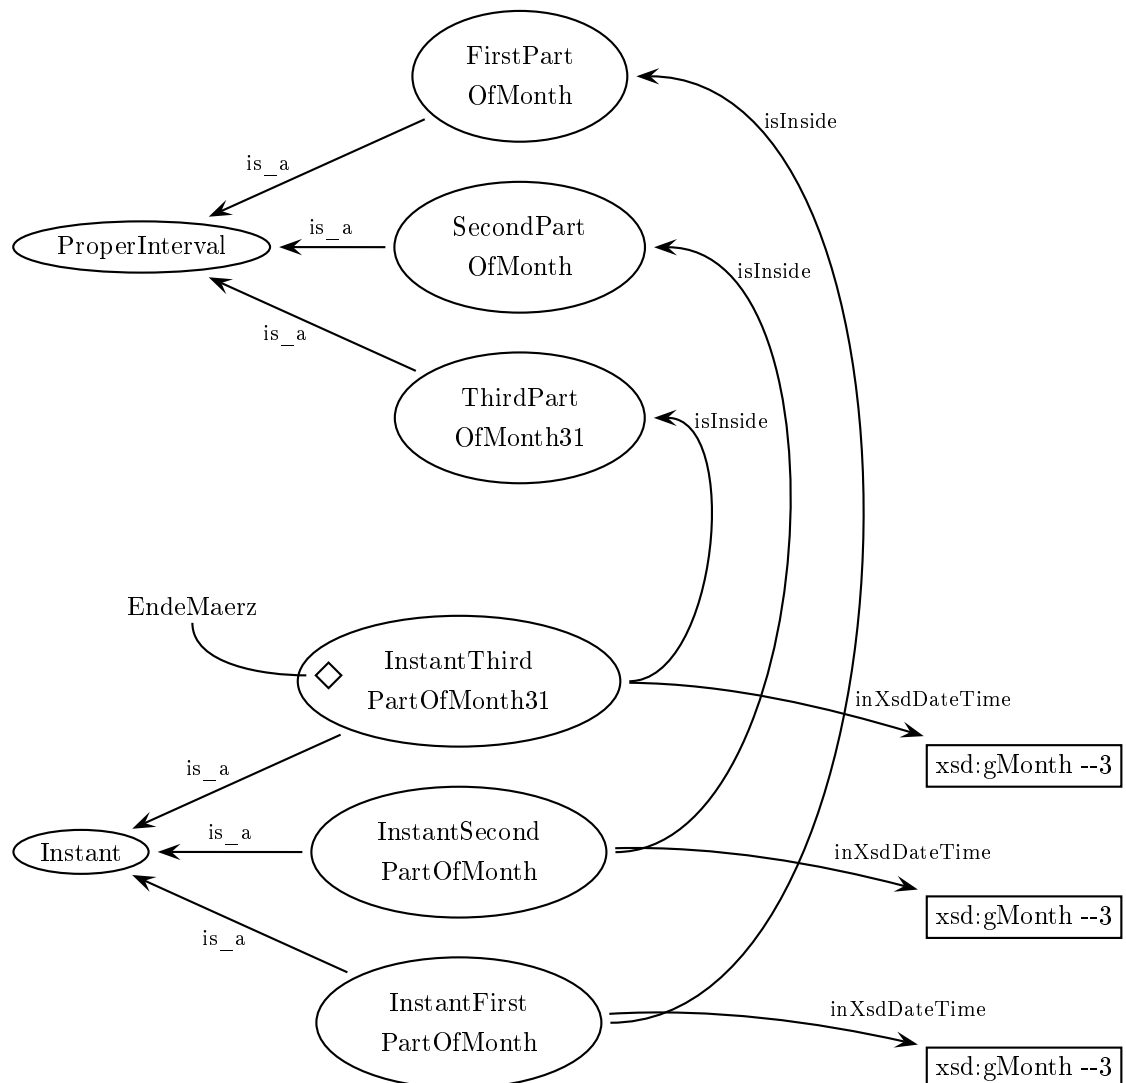 FirstPart
OfMonth
isInside
is_a
ProperInterval
is_a
SecondPart
OfMonth
isInside
is_a
ThirdPart
OfMonth31
isInside
EndeMaerz
InstantThird
PartOfMonth31
inXsdDateTime
xsd:gMonth --3
is_a
Instant
is_a
InstantSecond
PartOfMonth
inXsdDateTime
xsd:gMonth --3
is_a
InstantFirst
PartOfMonth
inXsdDateTime
xsd:gMonth --3